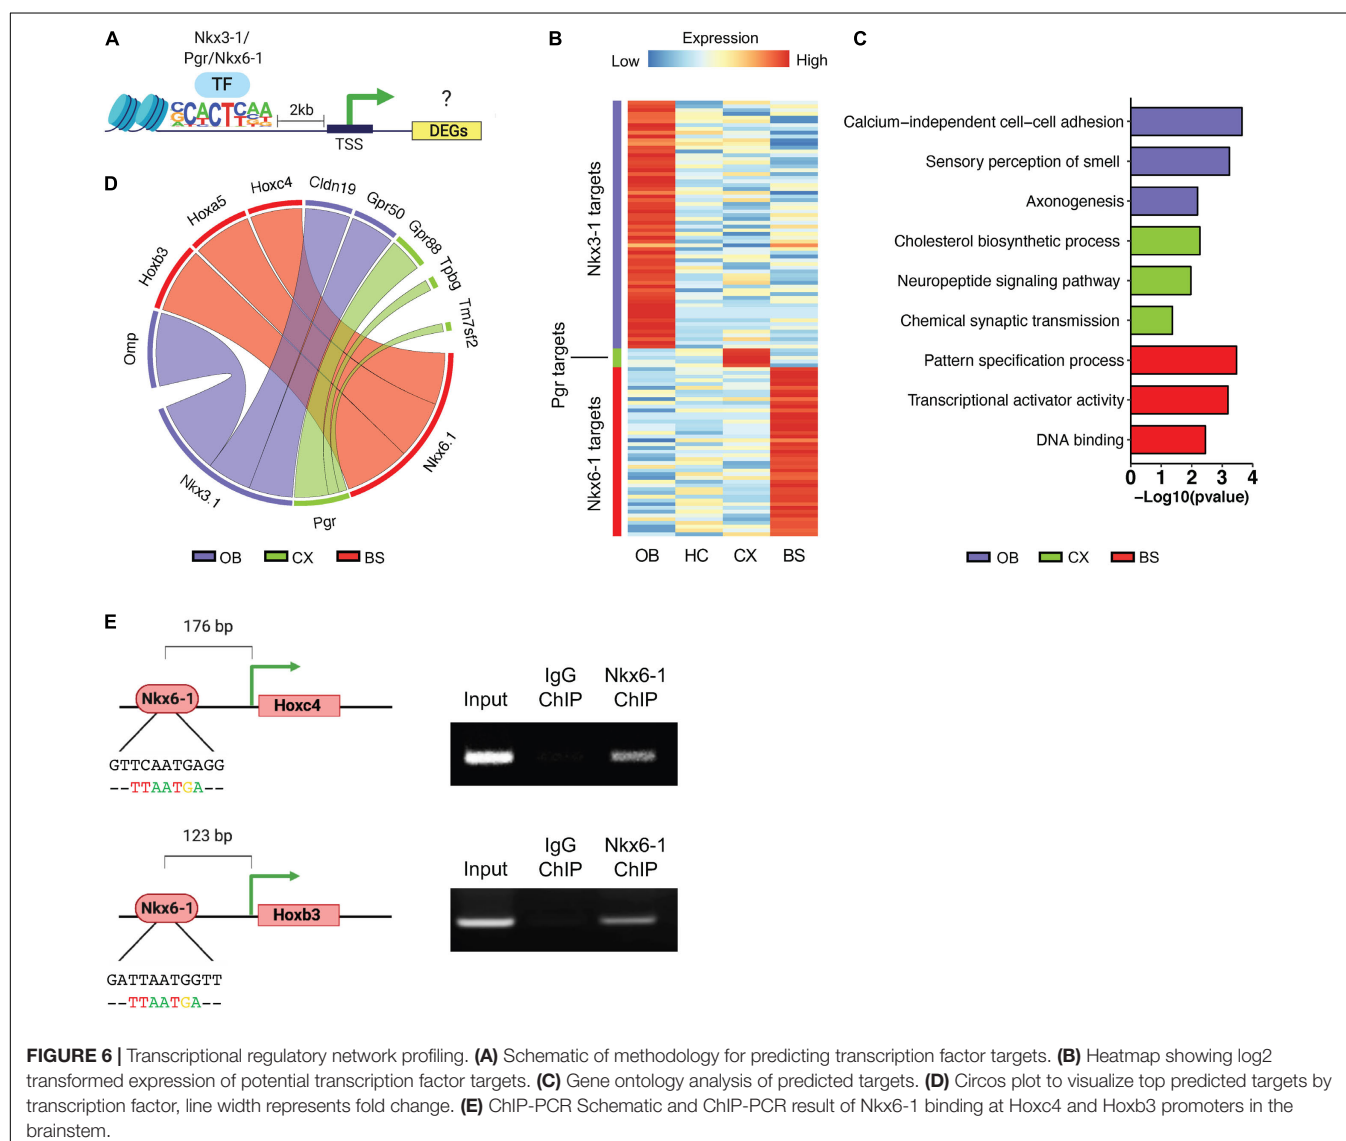 A
Nkx3-1/
Pgr/Nkx6-1
TF
2kb
TSS
?
DEGs
B
Expression
Low
High
Nkx3-1 targets
Pgr targets
Nkx6-1 targets
OB HC CX BS
C
Calcium-independent cell-cell adhesion
Sensory perception of smell
Axonogenesis
Cholesterol biosynthetic process
Neuropeptide signaling pathway
Chemical synaptic transmission
Pattern specification process
Transcriptional activator activity
DNA binding
0 1 2 3 4
-Log10(pvalue)
OB CX BS
D
Omp
Hoxb3
Hoxa5
Hoxc4
Cldn19
Gpr50
Gpr88
Tpbg
Tm7sf2
Nkx6.1
Pgr
Nkx3.1
OB CX BS
E
176 bp
Nkx6-1
Hoxc4
GTTCAATGAGG
--TTAATGA--
Input
IgG
ChIP
Nkx6-1
ChIP
123 bp
Nkx6-1
Hoxb3
GATTAATGGTT
--TTAATGA--
Input
IgG
ChIP
Nkx6-1
ChIP
FIGURE 6 | Transcriptional regulatory network profiling. (A) Schematic of methodology for predicting transcription factor targets. (B) Heatmap showing log2
transformed expression of potential transcription factor targets. (C) Gene ontology analysis of predicted targets. (D) Circos plot to visualize top predicted targets by
transcription factor, line width represents fold change. (E) ChIP-PCR Schematic and ChIP-PCR result of Nkx6-1 binding at Hoxc4 and Hoxb3 promoters in the
brainstem.